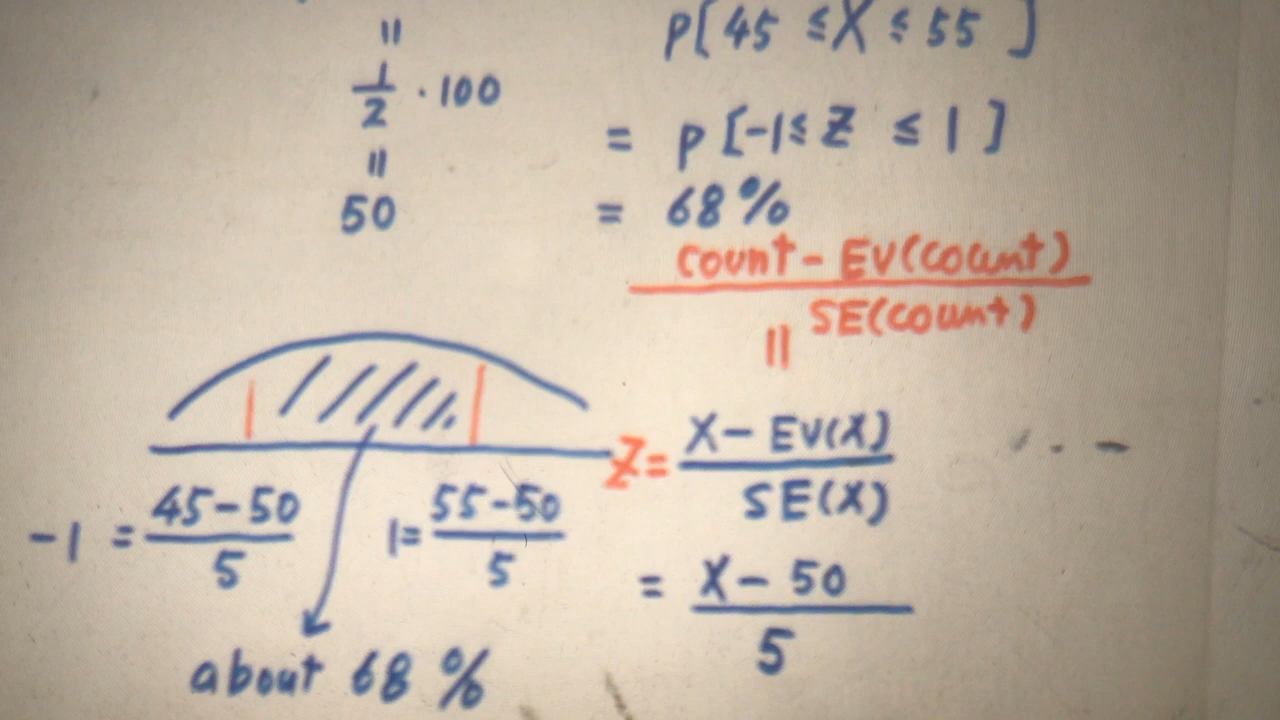 =
1/2 · 100
=
50
P[45 ≤ X ≤ 55]
= P[-1 ≤ Z ≤ 1]
= 68%
count - EV(count)
SE(count)
=
Z = X - EV(X)
SE(X)
= X - 50
5
-1 = 45-50
5
1 = 55-50
5
about 68%